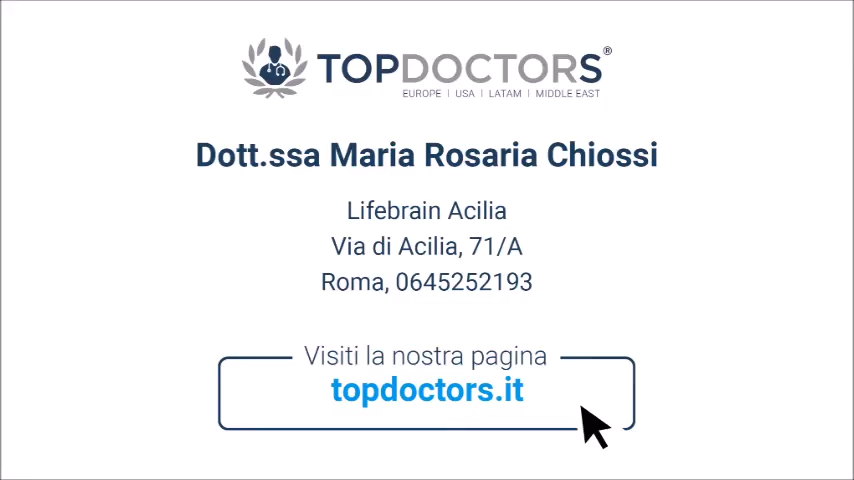 TOPDOCTORS®
EUROPE | USA | LATAM | MIDDLE EAST
Dott.ssa Maria Rosaria Chiossi
Lifebrain Acilia
Via di Acilia, 71/A
Roma, 0645252193
Visiti la nostra pagina
topdoctors.it